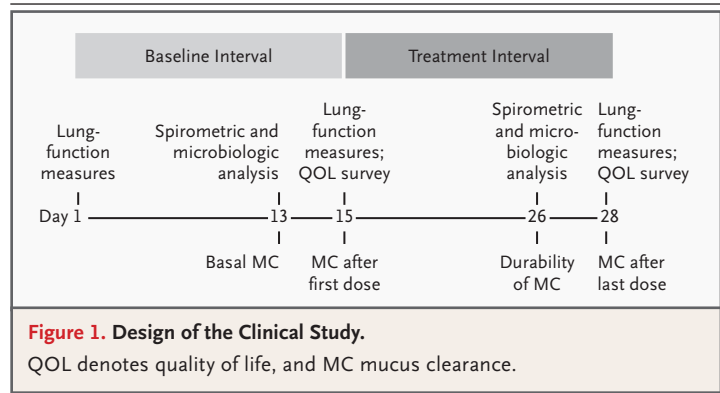 Baseline Interval
Treatment Interval
Lung-
function
measures
Spirometric and
microbiologic
analysis
Lung-
function
measures;
QOL survey
Spirometric
and micro-
biologic
analysis
Lung-
function
measures;
QOL survey
Day 1 13 15 26 28
Basal MC
MC after
first dose
Durability
of MC
MC after
last dose
Figure 1. Design of the Clinical Study.
QOL denotes quality of life, and MC mucus clearance.